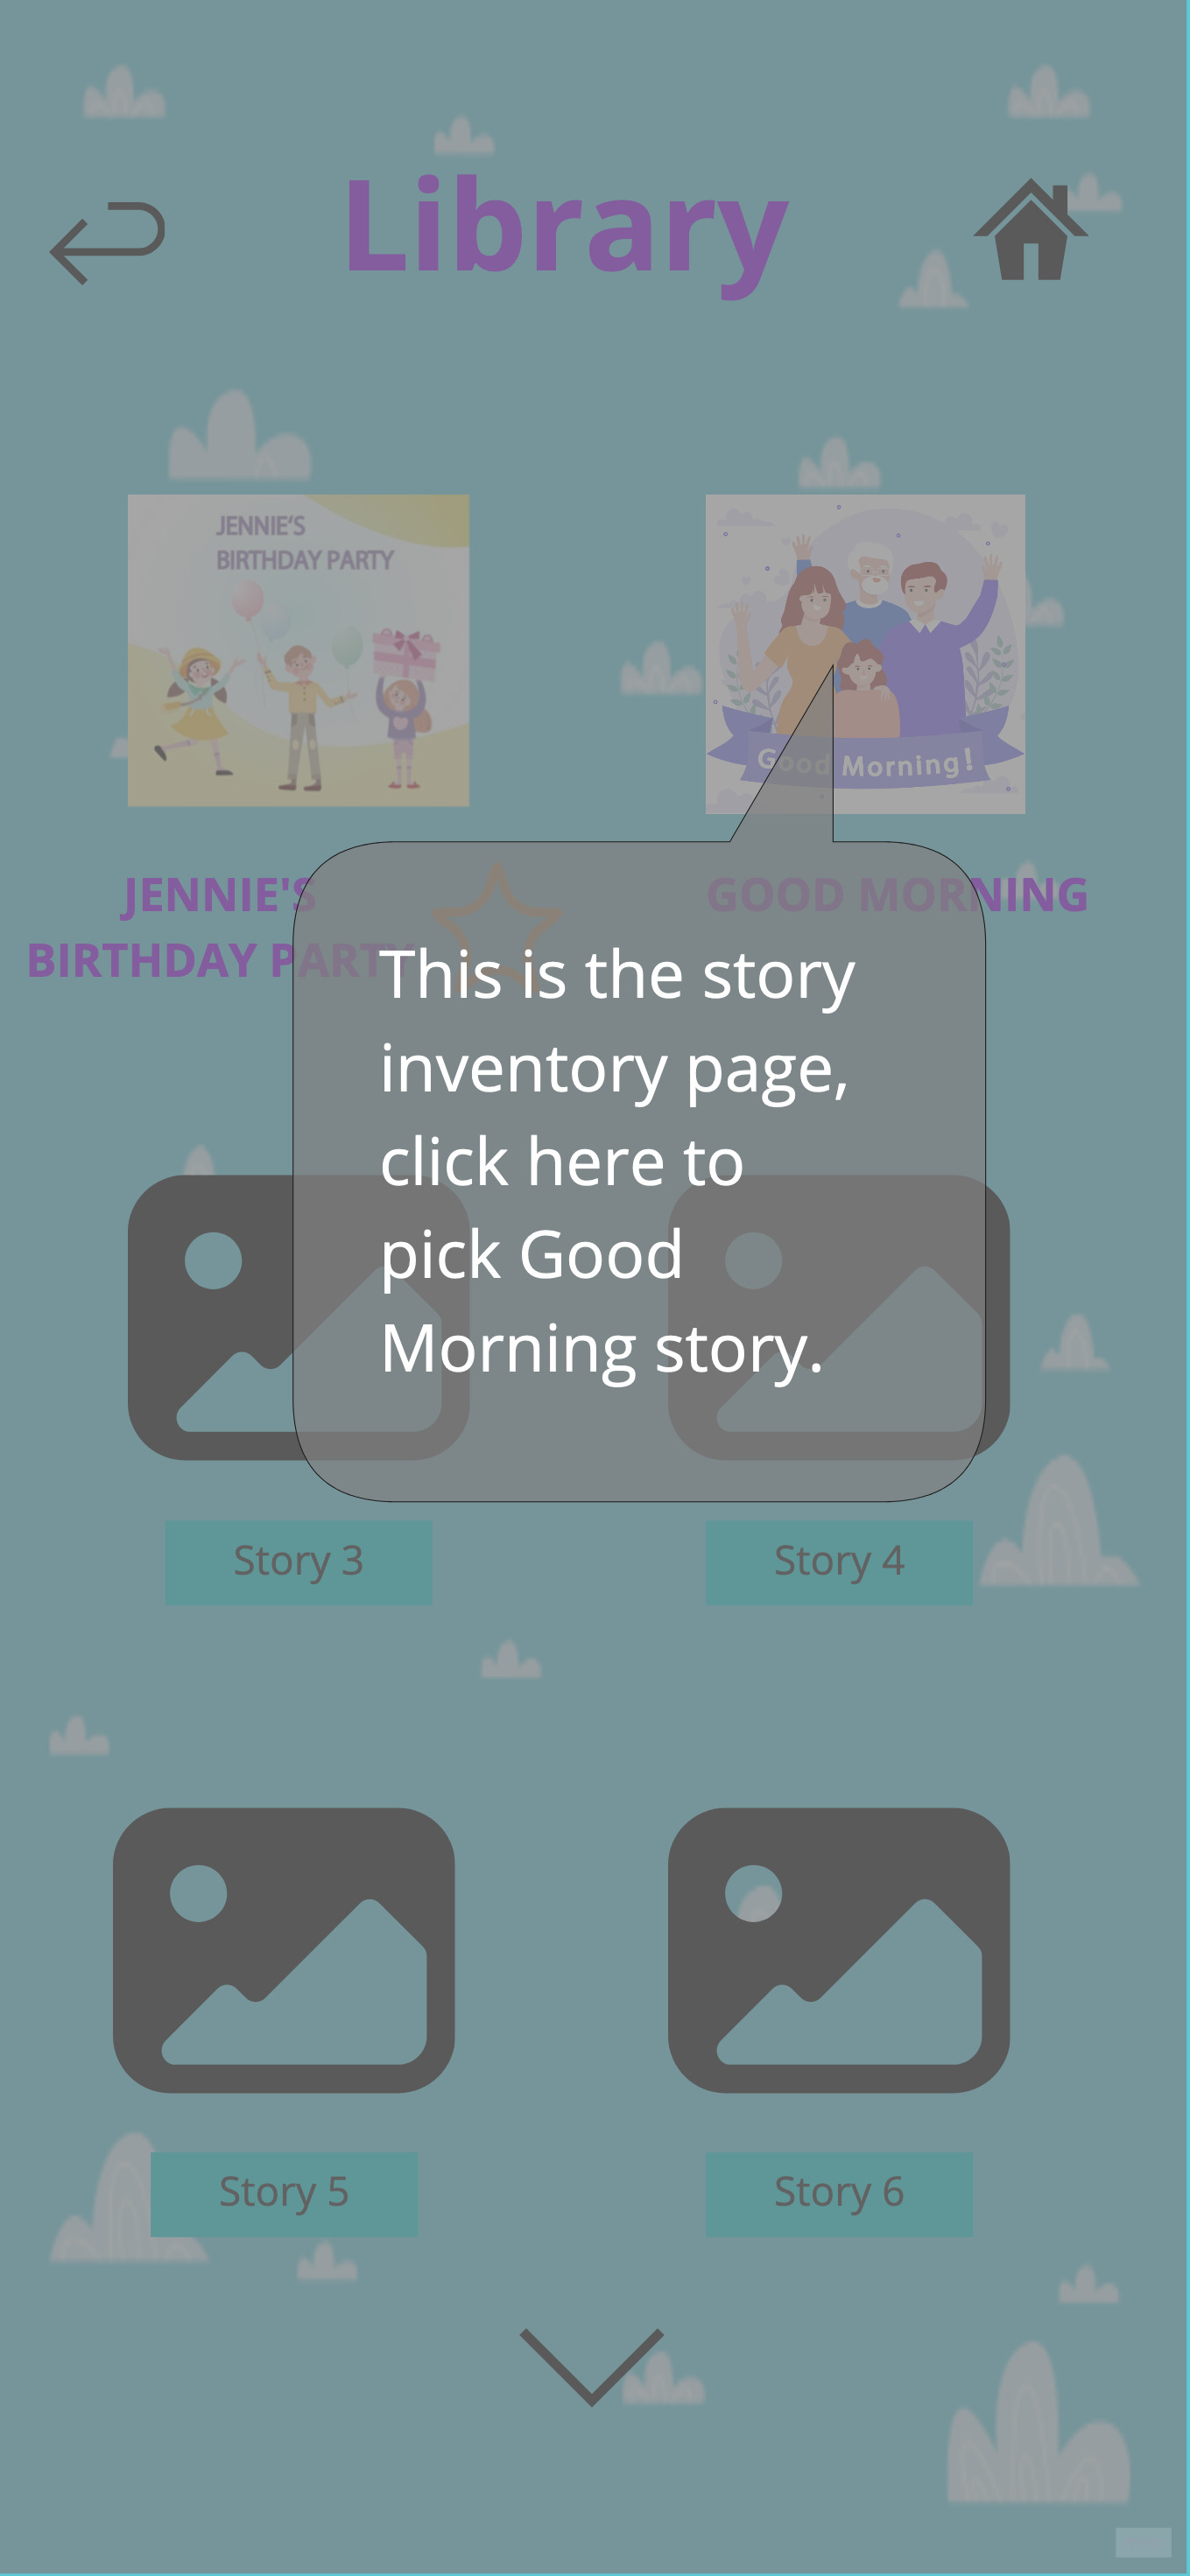 Library
JENNIE'S
BIRTHDAY PARTY
Good Morning!
JENNIE'S
BIRTHDAY PARTY
GOOD MORNING
This is the story
inventory page,
click here to
pick Good
Morning story.
Story 3
Story 4
Story 5
Story 6